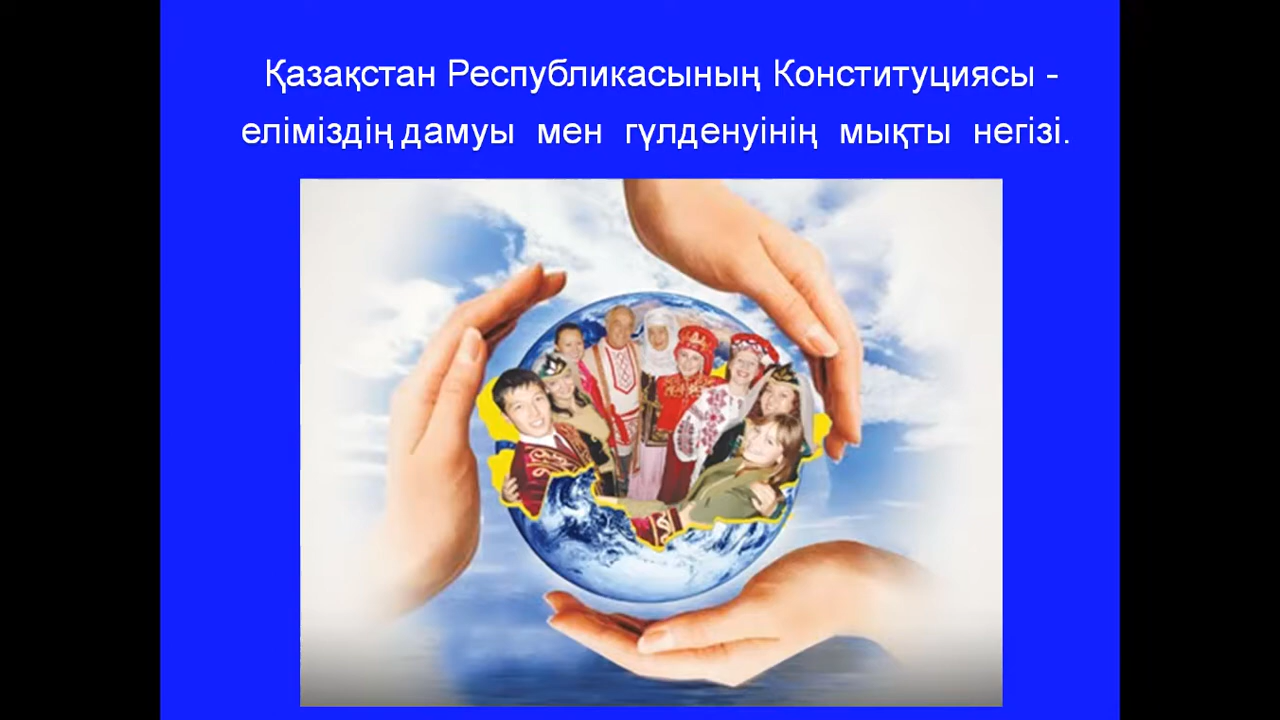 Қазақстан Республикасының Конституциясы -
еліміздің дамуы мен гүлденуінің мықты негізі.